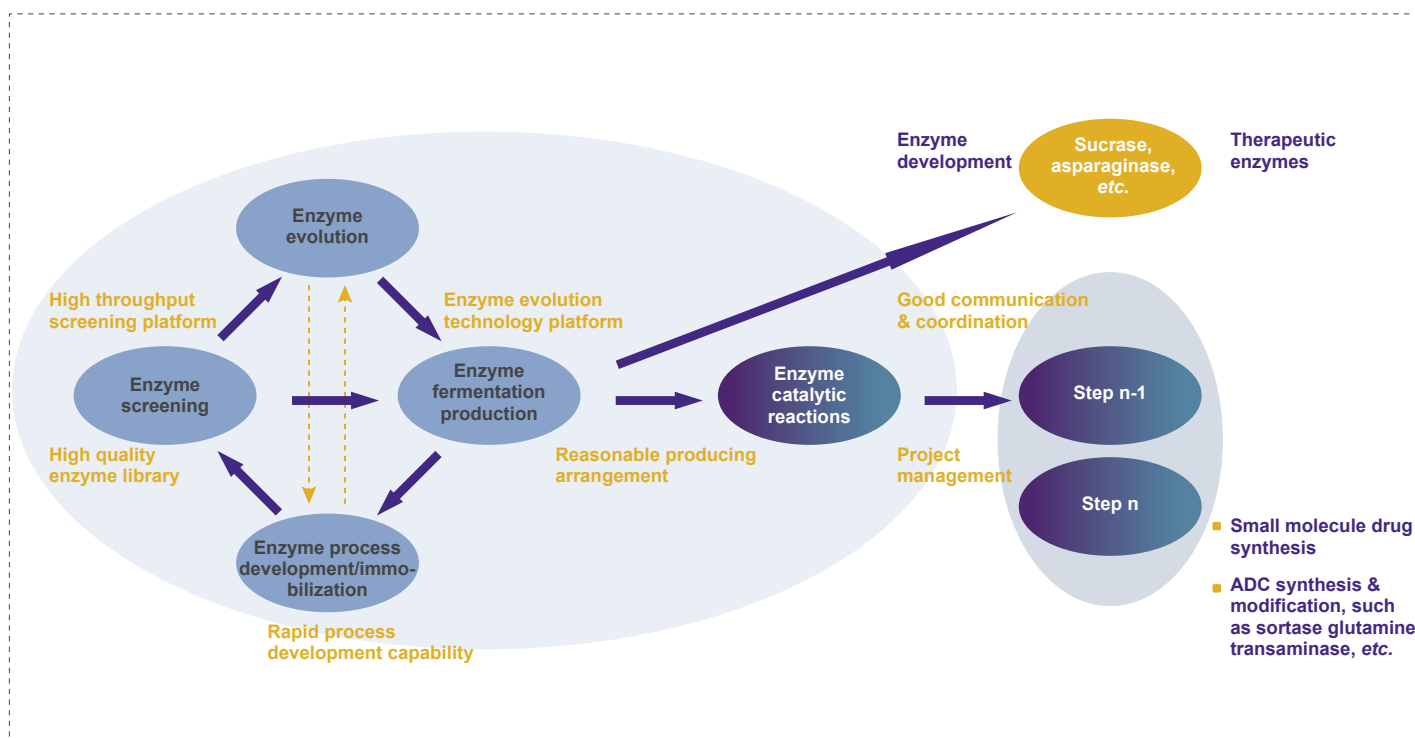 Enzyme
development
Sucrase,
asparaginase,
etc.
Therapeutic
enzymes
Enzyme
evolution
High throughput
screening platform
Enzyme evolution
technology platform
Good communication
& coordination
Enzyme
screening
Enzyme
fermentation
production
Enzyme
catalytic
reactions
Step n-1
High quality
enzyme library
Reasonable producing
arrangement
Project
management
Step n
Enzyme process
development/immo-
bilization
Rapid process
development capability
Small molecule drug
synthesis
ADC synthesis &
modification, such
as sortase glutamine
transaminase, etc.